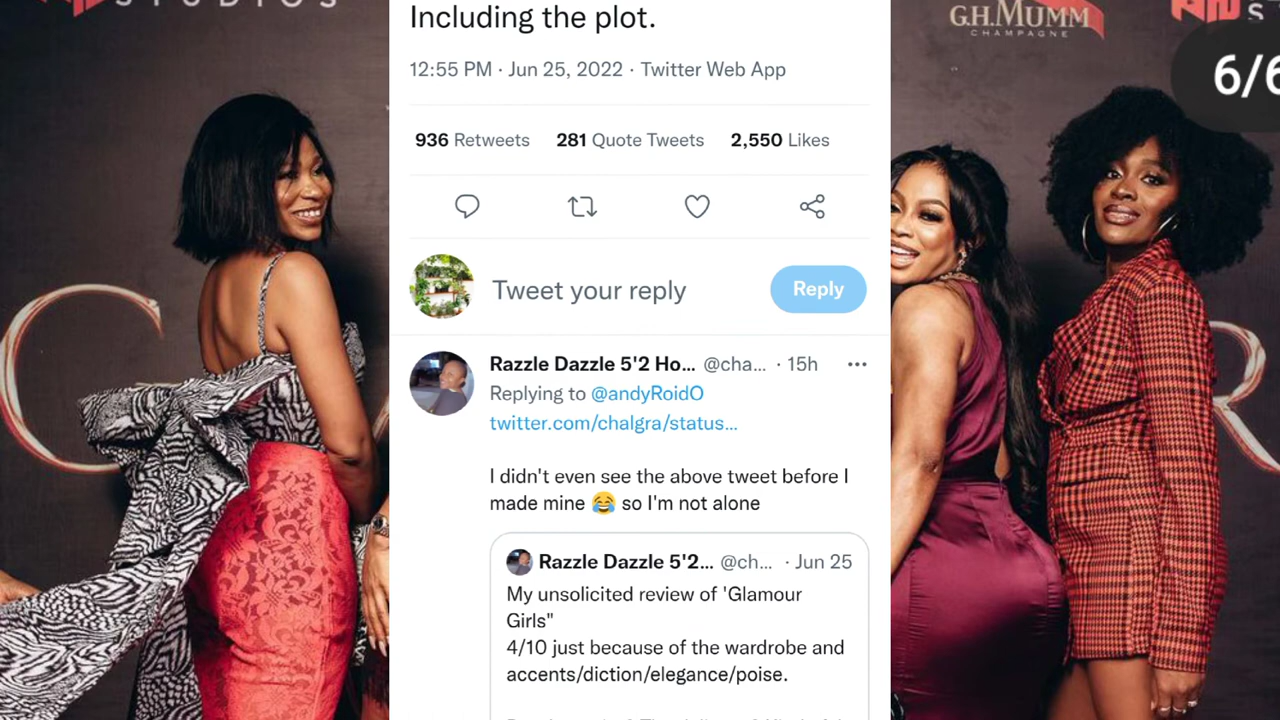 STUDIOS
G.H.MUMM
CHAMPAGNE
S
6/6
G
R
Including the plot.
12:55 PM · Jun 25, 2022 · Twitter Web App
936 Retweets 281 Quote Tweets 2,550 Likes
Tweet your reply
Reply
Razzle Dazzle 5'2 Ho... @cha... · 15h
Replying to @andyRoidO
twitter.com/chalgra/status...
I didn't even see the above tweet before I
made mine 😂 so I'm not alone
Razzle Dazzle 5'2... @ch... · Jun 25
My unsolicited review of 'Glamour
Girls"
4/10 just because of the wardrobe and
accents/diction/elegance/poise.